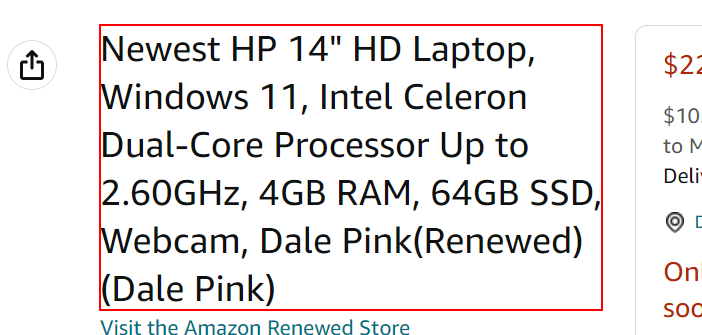 Newest HP 14" HD Laptop,
Windows 11, Intel Celeron
Dual-Core Processor Up to
2.60GHz, 4GB RAM, 64GB SSD,
Webcam, Dale Pink(Renewed)
(Dale Pink)
Visit the Amazon Renewed Store
$22
$10
to M
Deli
D
Onl
soo